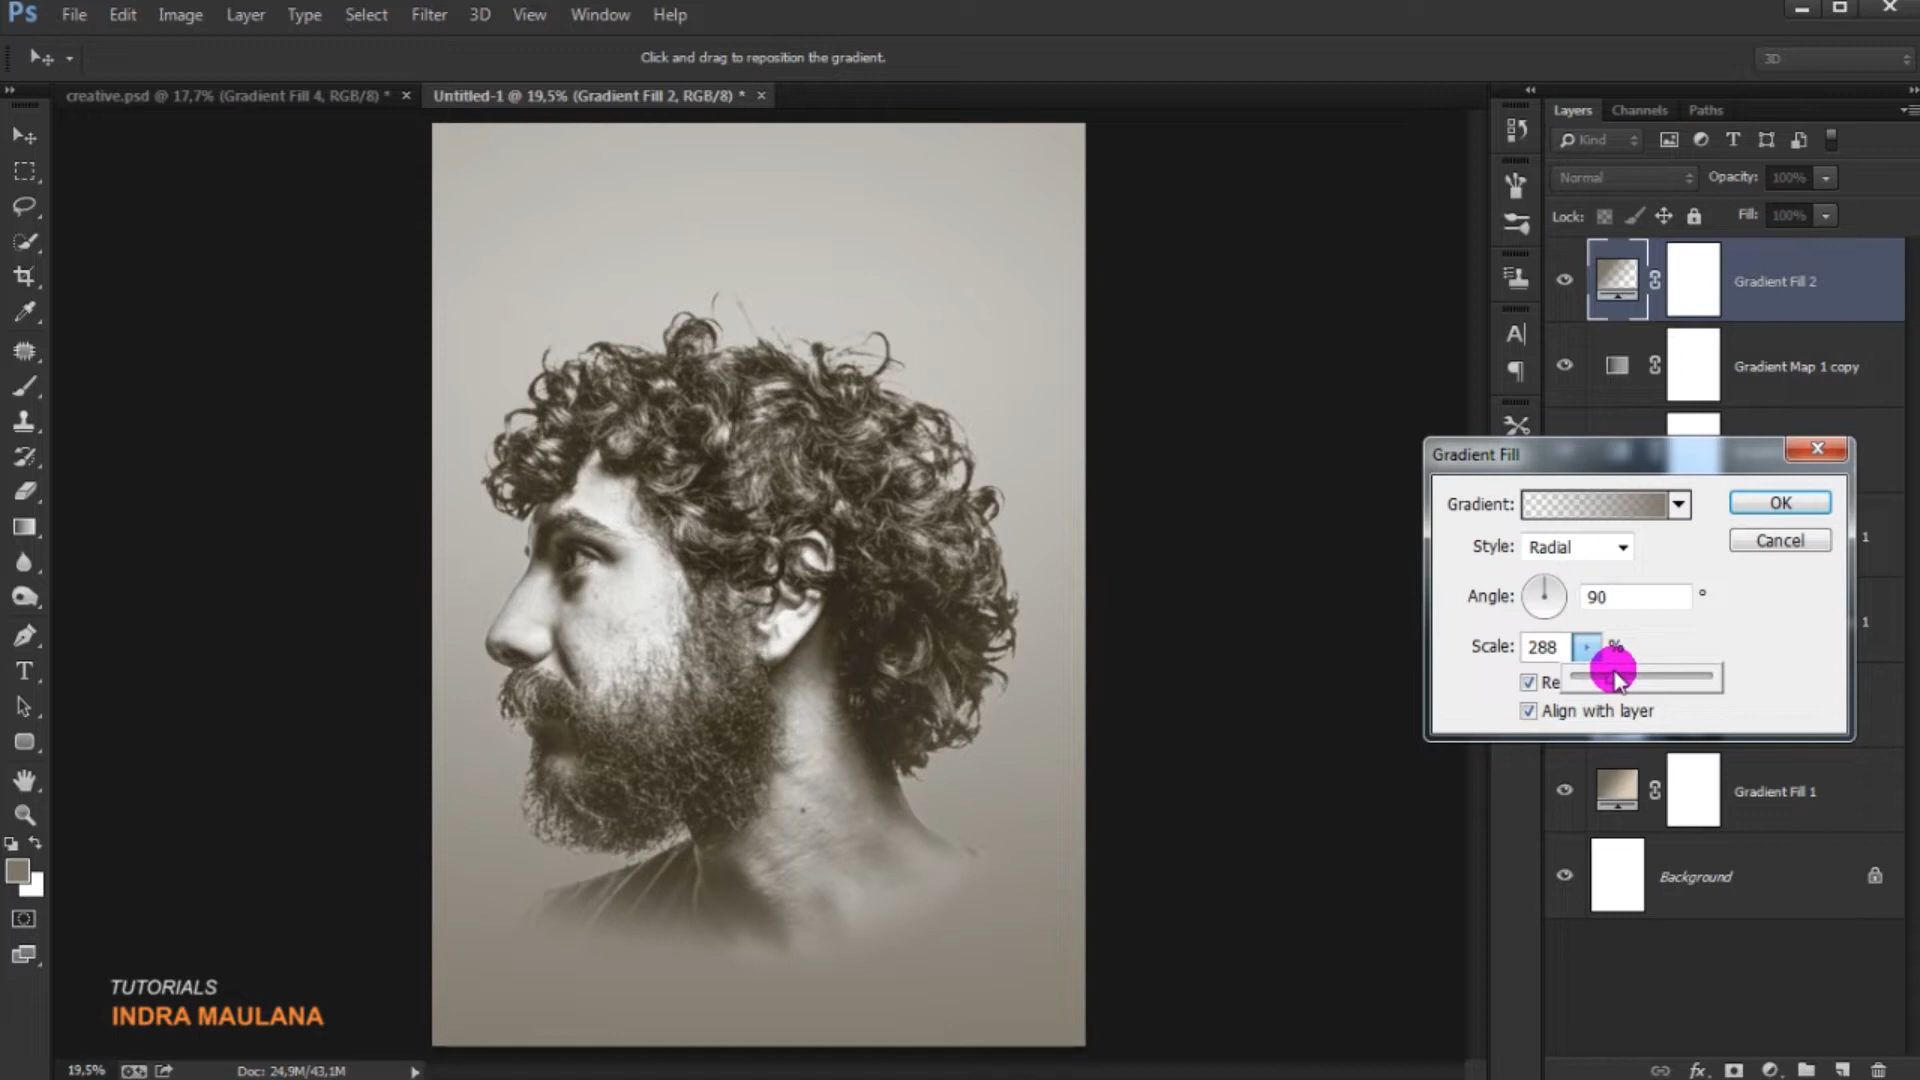 Ps File Edit Image Layer Type Select Filter 3D View Window Help
Click and drag to reposition the gradient.
3D
creative.psd @ 17,7% (Gradient Fill 4, RGB/8) * ×
Untitled-1 @ 19,5% (Gradient Fill 2, RGB/8) * ×
Layers Channels Paths
Kind
Normal Opacity: 100%
Lock: Fill: 100%
Gradient Fill 2
Gradient Map 1 copy
Gradient Fill
Gradient: OK
Style: Radial Cancel
Angle: 90 °
Scale: 288 %
Re
Align with layer
1
1
Gradient Fill 1
Background
TUTORIALS
INDRA MAULANA
19,5% Doc: 24,9M/43,1M